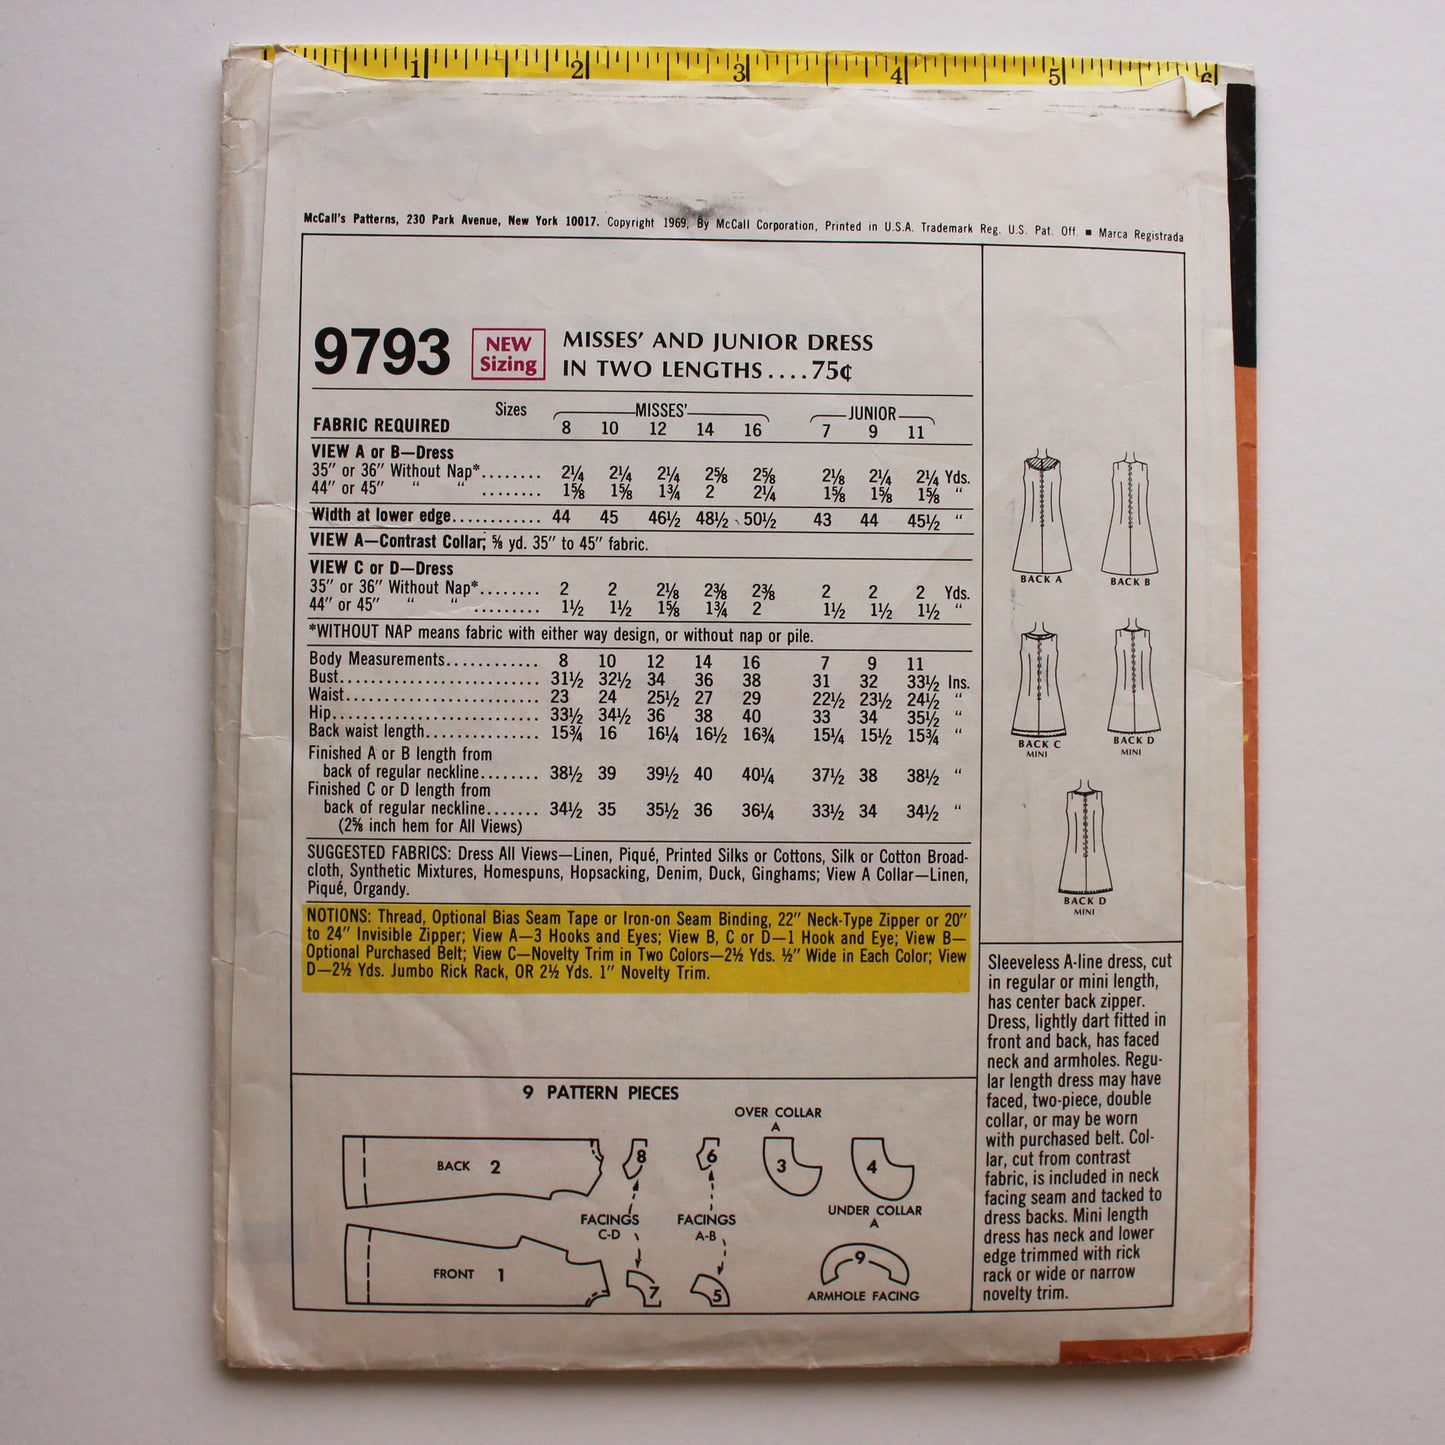 1 2 3 4 5 6
McCall's Patterns, 230 Park Avenue, New York 10017. Copyright 1969, By McCall Corporation, Printed in U.S.A. Trademark Reg. U.S. Pat. Off. ■ Marca Registrada
9793 NEW Sizing MISSES' AND JUNIOR DRESS
IN TWO LENGTHS....75¢
Sizes MISSES' JUNIOR
FABRIC REQUIRED 8 10 12 14 16 7 9 11
VIEW A or B—Dress
35" or 36" Without Nap*........ 2¼ 2¼ 2¼ 2⅝ 2⅝ 2⅛ 2¼ 2¼ Yds.
44" or 45" " " ........ 1⅝ 1⅝ 1¾ 2 2¼ 1⅝ 1⅝ 1⅝ "
Width at lower edge............ 44 45 46½ 48½ 50½ 43 44 45½ "
VIEW A—Contrast Collar; ⅝ yd. 35" to 45" fabric.
VIEW C or D—Dress
35" or 36" Without Nap*........ 2 2 2⅛ 2⅜ 2⅜ 2 2 2 Yds.
44" or 45" " " ......... 1½ 1½ 1⅝ 1¾ 2 1½ 1½ 1½ "
*WITHOUT NAP means fabric with either way design, or without nap or pile.
Body Measurements............ 8 10 12 14 16 7 9 11
Bust.......................... 31½ 32½ 34 36 38 31 32 33½ Ins.
Waist......................... 23 24 25½ 27 29 22½ 23½ 24½ "
Hip........................... 33½ 34½ 36 38 40 33 34 35½ "
Back waist length............... 15¾ 16 16¼ 16½ 16¾ 15¼ 15½ 15¾ "
Finished A or B length from
back of regular neckline........ 38½ 39 39½ 40 40¼ 37½ 38 38½ "
Finished C or D length from
back of regular neckline....... 34½ 35 35½ 36 36¼ 33½ 34 34½ "
(2⅝ inch hem for All Views)
SUGGESTED FABRICS: Dress All Views—Linen, Piqué, Printed Silks or Cottons, Silk or Cotton Broad-
cloth, Synthetic Mixtures, Homespuns, Hopsacking, Denim, Duck, Ginghams; View A Collar—Linen,
Piqué, Organdy.
NOTIONS: Thread, Optional Bias Seam Tape or Iron-on Seam Binding, 22" Neck-Type Zipper or 20"
to 24" Invisible Zipper; View A—3 Hooks and Eyes; View B, C or D—1 Hook and Eye; View B—
Optional Purchased Belt; View C—Novelty Trim in Two Colors—2½ Yds. ½" Wide in Each Color; View
D—2½ Yds. Jumbo Rick Rack, OR 2½ Yds. 1" Novelty Trim.
BACK A BACK B
BACK C BACK D
MINI MINI
BACK D
MINI
Sleeveless A-line dress, cut
in regular or mini length,
has center back zipper.
Dress, lightly dart fitted in
front and back, has faced
neck and armholes. Regu-
lar length dress may have
faced, two-piece, double
collar, or may be worn
with purchased belt. Col-
lar, cut from contrast
fabric, is included in neck
facing seam and tacked to
dress backs. Mini length
dress has neck and lower
edge trimmed with rick
rack or wide or narrow
novelty trim.
9 PATTERN PIECES
OVER COLLAR
A
BACK 2 8 6 3 4
FACINGS FACINGS UNDER COLLAR
C-D A-B A
FRONT 1 7 5 9
ARMHOLE FACING